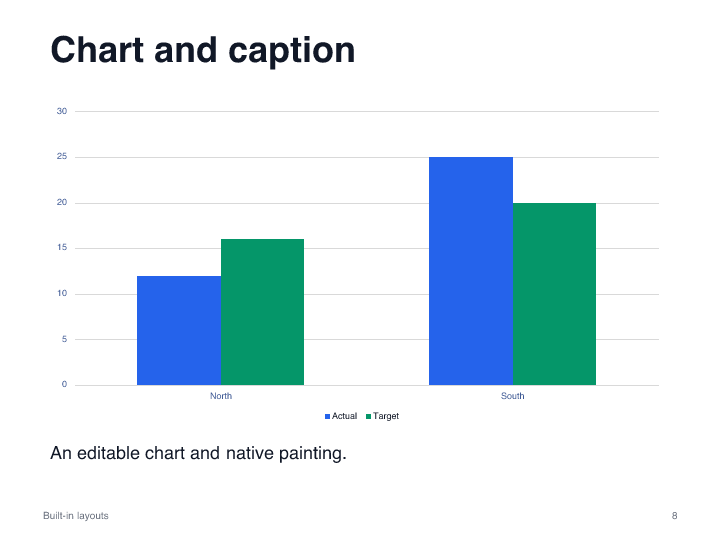 Chart and caption
30
25
20
15
10
5
0
North South
Actual Target
An editable chart and native painting.
Built-in layouts 8